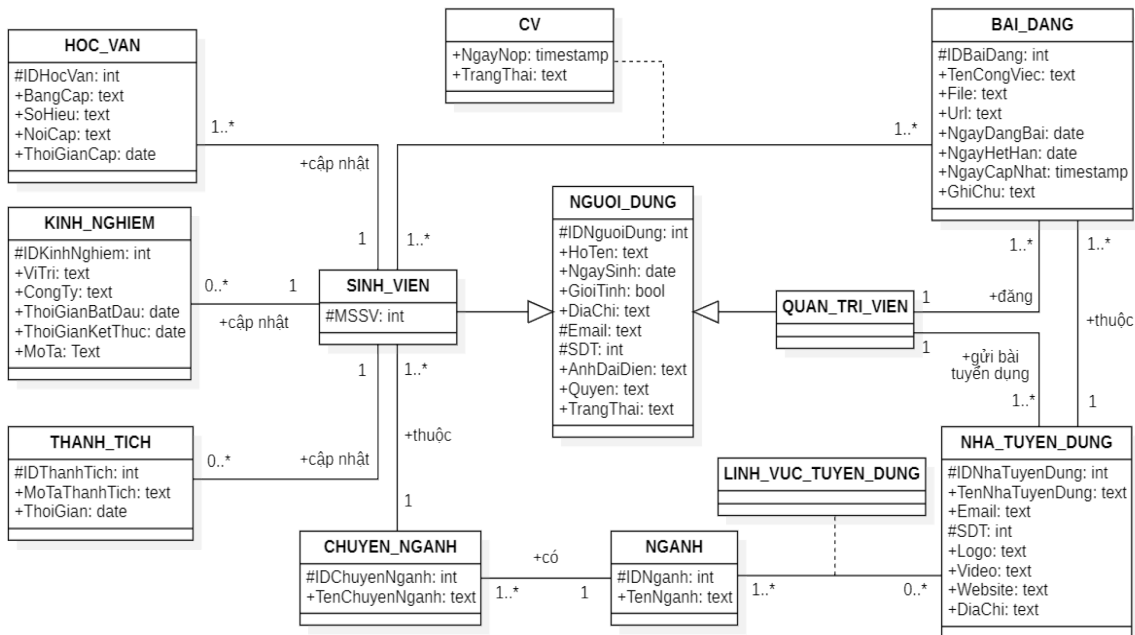 HOC_VAN
#IDHocVan: int
+BangCap: text
+SoHieu: text
+NoiCap: text
+ThoiGianCap: date
CV
+NgayNop: timestamp
+TrangThai: text
BAI_DANG
#IDBaiDang: int
+TenCongViec: text
+File: text
+Url: text
+NgayDangBai: date
+NgayHetHan: date
+NgayCapNhat: timestamp
+GhiChu: text
1..*
+cập nhật
1
1..*
1..*
KINH_NGHIEM
#IDKinhNghiem: int
+ViTri: text
+CongTy: text
+ThoiGianBatDau: date
+ThoiGianKetThuc: date
+MoTa: Text
0..*
1
+cập nhật
SINH_VIEN
#MSSV: int
NGUOI_DUNG
#IDNguoiDung: int
+HoTen: text
+NgaySinh: date
+GioiTinh: bool
+DiaChi: text
#Email: text
#SDT: int
+AnhDaiDien: text
+Quyen: text
+TrangThai: text
QUAN_TRI_VIEN
1
+đăng
1..*
1..*
+thuộc
1
1
+gửi bài
tuyển dụng
1..*
THANH_TICH
#IDThanhTich: int
+MoTaThanhTich: text
+ThoiGian: date
0..*
+cập nhật
1
1..*
+thuộc
1
CHUYEN_NGANH
#IDChuyenNganh: int
+TenChuyenNganh: text
+có
1..*
1
NGANH
#IDNganh: int
+TenNganh: text
1..*
0..*
LINH_VUC_TUYEN_DUNG
NHA_TUYEN_DUNG
#IDNhaTuyenDung: int
+TenNhaTuyenDung: text
+Email: text
#SDT: int
+Logo: text
+Video: text
+Website: text
+DiaChi: text